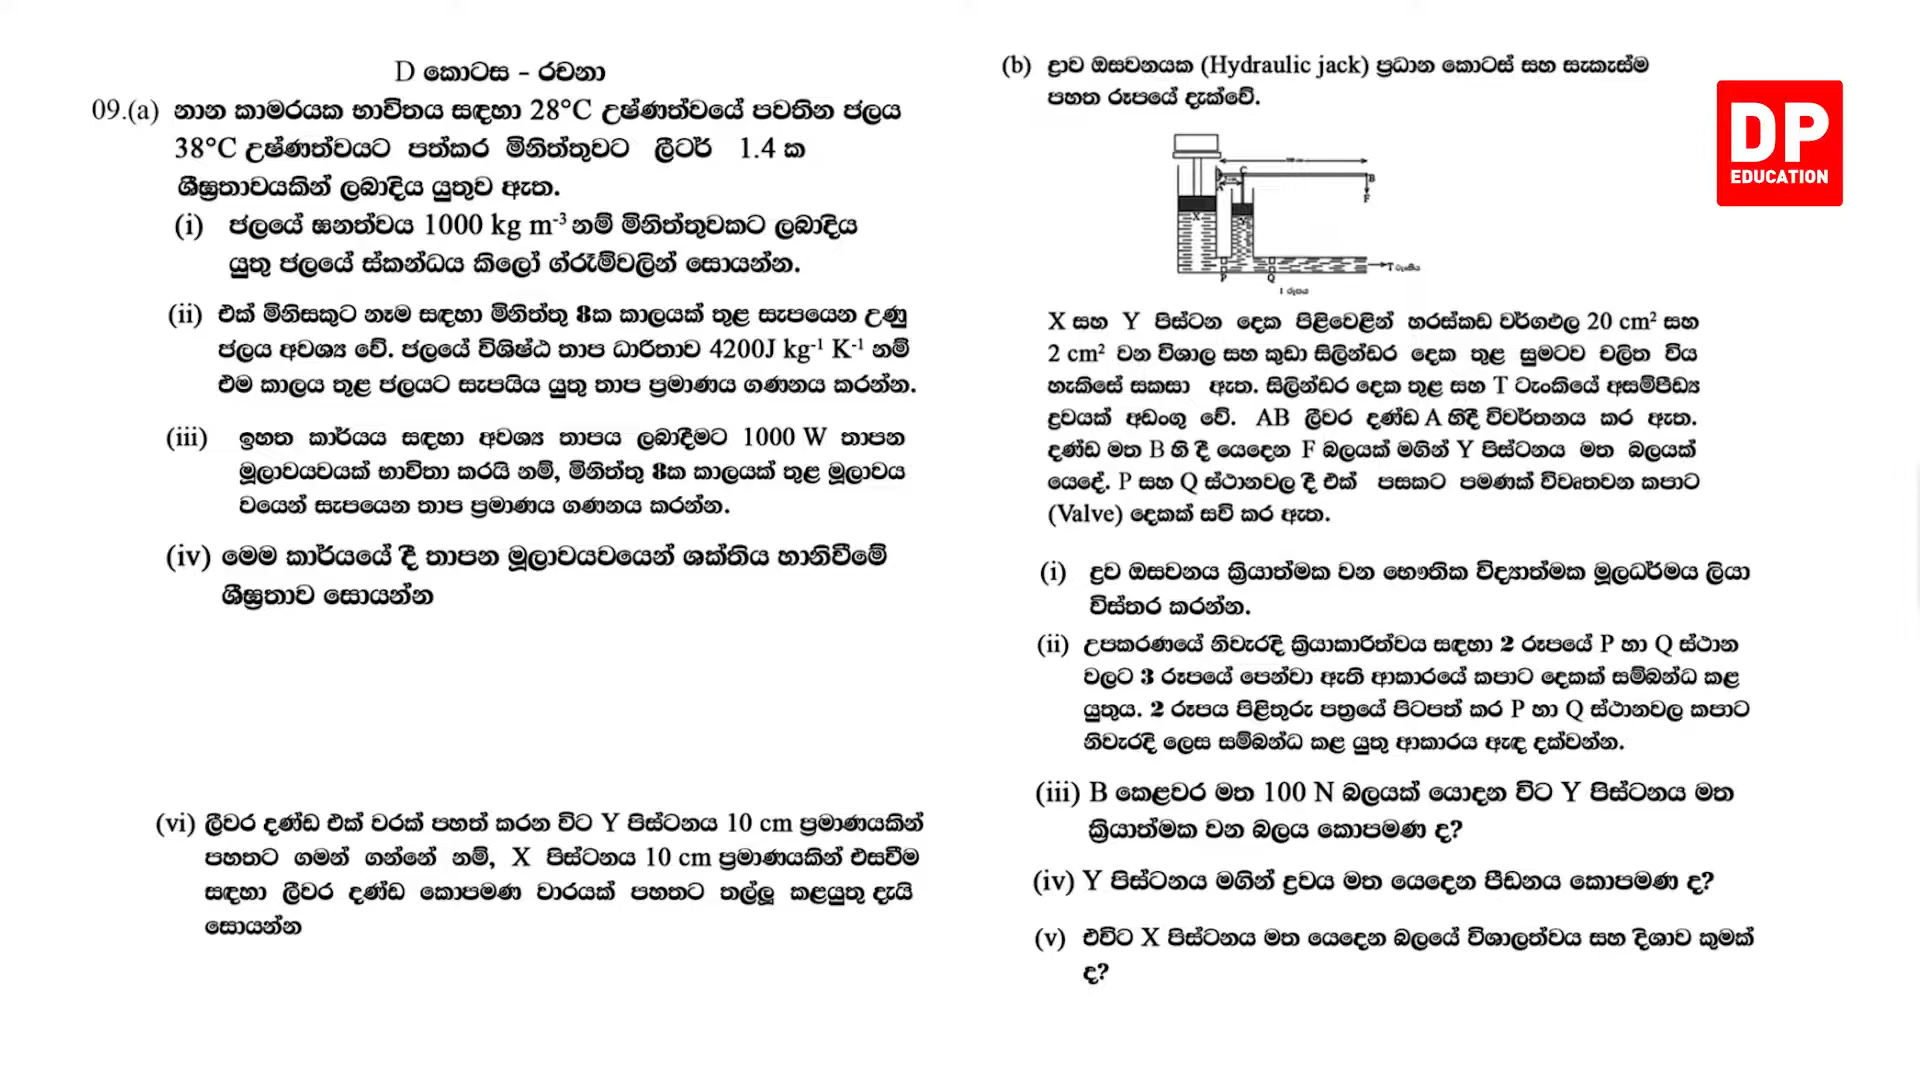 D කොටස - රචනා
09.(a) නාන කාමරයක භාවිතය සඳහා 28°C උෂ්ණත්වයේ පවතින ජලය
38°C උෂ්ණත්වයට පත්කර මිනිත්තුවට ලීටර් 1.4 ක
ශීඝ්‍රතාවයකින් ලබාදිය යුතුව ඇත.
(i) ජලයේ ඝනත්වය 1000 kg m⁻³ නම් මිනිත්තුවකට ලබාදිය
යුතු ජලයේ ස්කන්ධය කිලෝ ග්රෑම්වලින් සොයන්න.
(ii) එක් මිනිසකුට නෑම සඳහා මිනිත්තු 8ක කාලයක් තුළ සැපයෙන උණු
ජලය අවශ්‍ය වේ. ජලයේ විශිෂ්ඨ තාප ධාරිතාව 4200J kg⁻¹ K⁻¹ නම්
එම කාලය තුළ ජලයට සැපයිය යුතු තාප ප්‍රමාණය ගණනය කරන්න.
(iii) ඉහත කාර්යය සඳහා අවශ්‍ය තාපය ලබාදීමට 1000 W තාපන
මූලාවයවයක් භාවිතා කරයි නම්, මිනිත්තු 8ක කාලයක් තුළ මූලාවය
වයෙන් සැපයෙන තාප ප්‍රමාණය ගණනය කරන්න.
(iv) මෙම කාර්යයේ දී තාපන මූලාවයවයෙන් ශක්තිය හානිවීමේ
ශීඝ්‍රතාව සොයන්න
(vi) ලීවර දණ්ඩ එක් වරක් පහත් කරන විට Y පිස්ටනය 10 cm ප්‍රමාණයකින්
පහතට ගමන් ගන්නේ නම්, X පිස්ටනය 10 cm ප්‍රමාණයකින් එසවීම
සඳහා ලීවර දණ්ඩ කොපමණ වාරයක් පහතට තල්ලු කළයුතු දැයි
සොයන්න
(b) ද්‍රාව ඔසවනයක (Hydraulic jack) ප්‍රධාන කොටස් සහ සැකැස්ම
පහත රූපයේ දැක්වේ.
C
B
A
F
X
Y
T ටැංකිය
P
Q
1 රූපය
X සහ Y පිස්ටන දෙක පිළිවෙළින් හරස්කඩ වර්ගඵල 20 cm² සහ
2 cm² වන විශාල සහ කුඩා සිලින්ඩර දෙක තුළ සුමටව චලිත විය
හැකිසේ සකසා ඇත. සිලින්ඩර දෙක තුළ සහ T ටැංකියේ අසම්පීඩ්‍ය
ද්‍රවයක් අඩංගු වේ. AB ලීවර දණ්ඩ A හිදී විවර්තනය කර ඇත.
දණ්ඩ මත B හි දී යෙදෙන F බලයක් මගින් Y පිස්ටනය මත බලයක්
යෙදේ. P සහ Q ස්ථානවල දී එක් පසකට පමණක් විවෘතවන කපාට
(Valve) දෙකක් සවි කර ඇත.
(i) ද්‍රව ඔසවනය ක්‍රියාත්මක වන භෞතික විද්‍යාත්මක මූලධර්මය ලියා
විස්තර කරන්න.
(ii) උපකරණයේ නිවැරදි ක්‍රියාකාරිත්වය සඳහා 2 රූපයේ P හා Q ස්ථාන
වලට 3 රූපයේ පෙන්වා ඇති ආකාරයේ කපාට දෙකක් සම්බන්ධ කළ
යුතුය. 2 රූපය පිළිතුරු පත්‍රයේ පිටපත් කර P හා Q ස්ථානවල කපාට
නිවැරදි ලෙස සම්බන්ධ කළ යුතු ආකාරය ඇඳ දක්වන්න.
(iii) B කෙළවර මත 100 N බලයක් යොදන විට Y පිස්ටනය මත
ක්‍රියාත්මක වන බලය කොපමණ ද?
(iv) Y පිස්ටනය මගින් ද්‍රවය මත යෙදෙන පීඩනය කොපමණ ද?
(v) එවිට X පිස්ටනය මත යෙදෙන බලයේ විශාලත්වය සහ දිශාව කුමක්
ද?
DP
EDUCATION